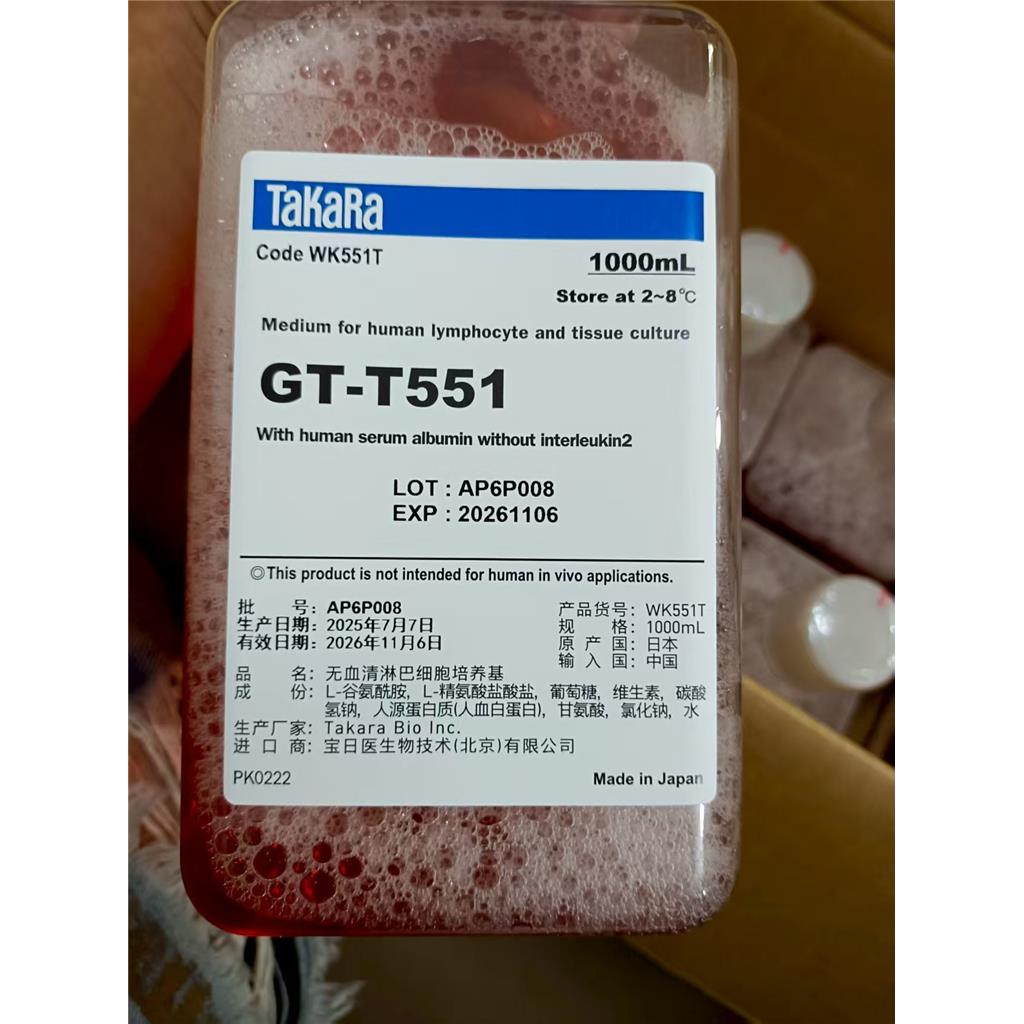 TaKaRa
Code WK551T
1000mL
Store at 2~8℃
Medium for human lymphocyte and tissue culture
GT-T551
With human serum albumin without interleukin2
LOT : AP6P008
EXP : 20261106
◎This product is not intended for human in vivo applications.
批 号: AP6P008
生产日期: 2025年7月7日
有效日期: 2026年11月6日
产品货号: WK551T
规 格: 1000mL
原 产 国: 日本
输 入 国: 中国
品 名: 无血清淋巴细胞培养基
成 份: L-谷氨酰胺, L-精氨酸盐酸盐, 葡萄糖, 维生素, 碳酸
氢钠, 人源蛋白质(人血白蛋白), 甘氨酸, 氯化钠, 水
生产厂家: Takara Bio Inc.
进 口 商: 宝日医生物技术(北京)有限公司
PK0222
Made in Japan